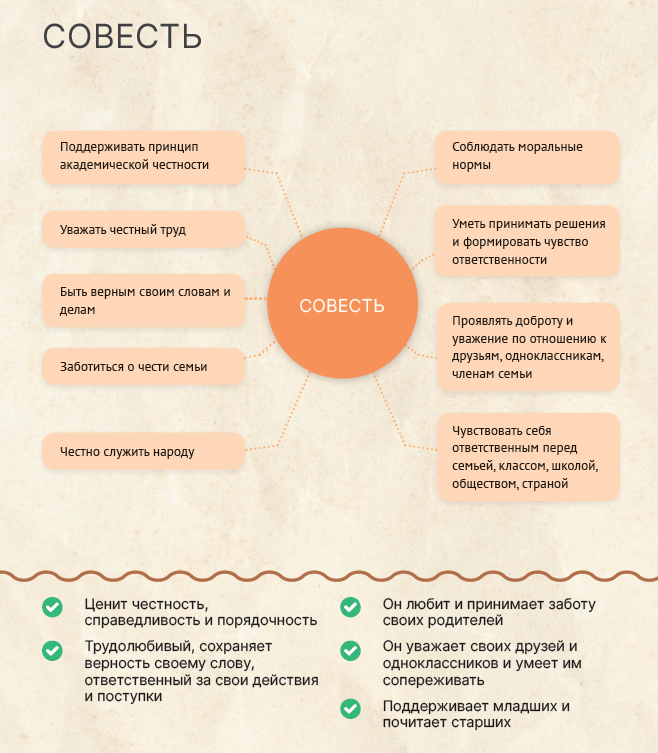 СОВЕСТЬ
Поддерживать принцип
академической честности
Уважать честный труд
Быть верным своим словам и
делам
Заботиться о чести семьи
Честно служить народу
СОВЕСТЬ
Соблюдать моральные
нормы
Уметь принимать решения
и формировать чувство
ответственности
Проявлять доброту и
уважение по отношению к
друзьям, одноклассникам,
членам семьи
Чувствовать себя
ответственным перед
семьей, классом, школой,
обществом, страной
Ценит честность,
справедливость и порядочность
Трудолюбивый, сохраняет
верность своему слову,
ответственный за свои действия
и поступки
Он любит и принимает заботу
своих родителей
Он уважает своих друзей и
одноклассников и умеет им
сопереживать
Поддерживает младших и
почитает старших